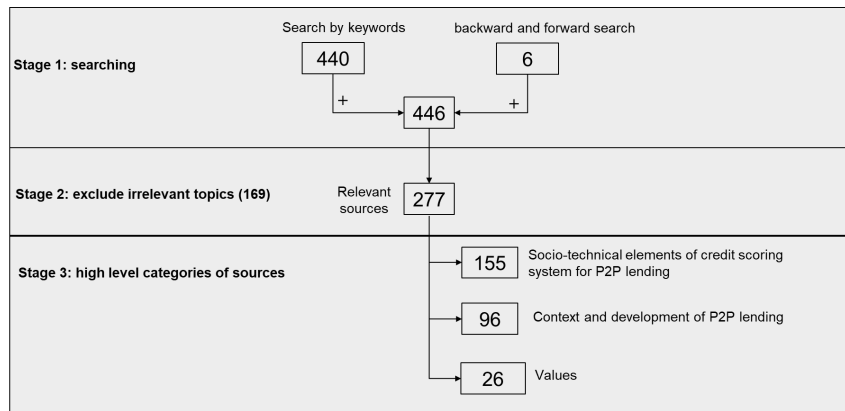 Search by keywords
backward and forward search
Stage 1: searching
440
6
+
+
446
Stage 2: exclude irrelevant topics (169)
Relevant
sources
277
Stage 3: high level categories of sources
155
Socio-technical elements of credit scoring
system for P2P lending
96
Context and development of P2P lending
26
Values